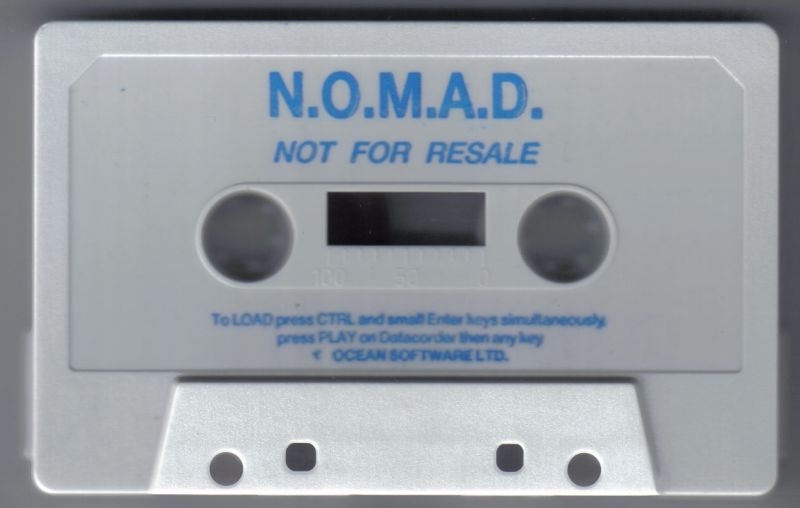 N.O.M.A.D.
NOT FOR RESALE
100 50 0
To LOAD press CTRL and small Enter keys simultaneously,
press PLAY on Datacorder then any key
OCEAN SOFTWARE LTD.